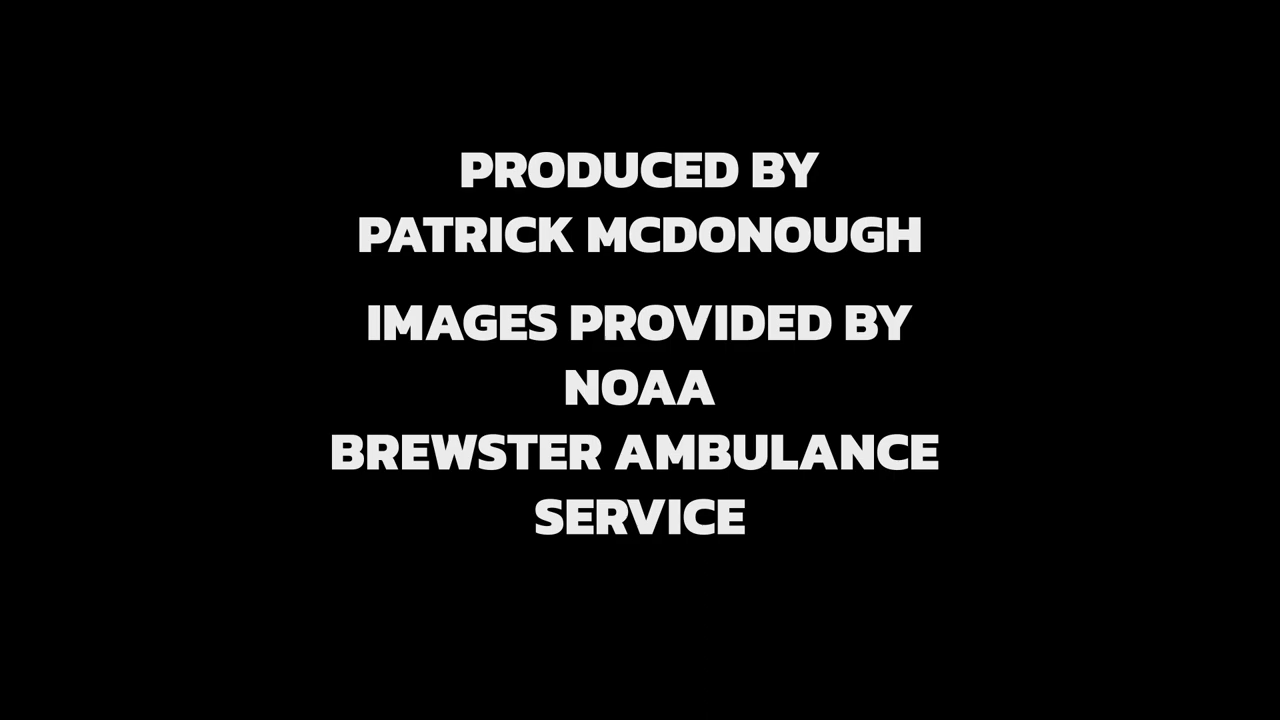 PRODUCED BY
PATRICK MCDONOUGH
IMAGES PROVIDED BY
NOAA
BREWSTER AMBULANCE
SERVICE